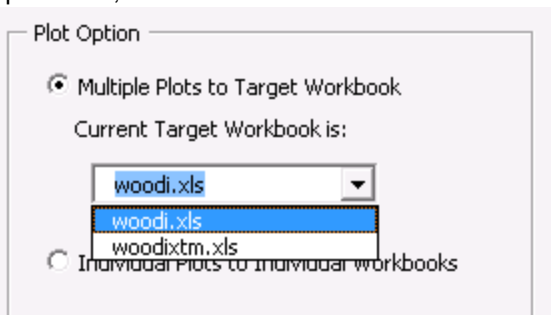 Plot Option
Multiple Plots to Target Workbook
Current Target Workbook is:
woodi.xls
woodi.xls
woodixtm.xls
Individual Plots to Individual Workbooks